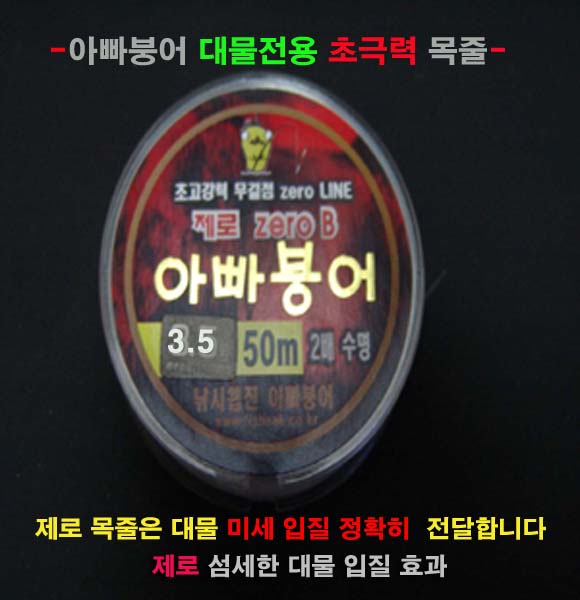 -아빠붕어 대물전용 초극력 목줄-
조고강력 무결점 zero LINE
제로 zero B
아빠붕어
3.5 50m 2배 수명
낚시웹진 아빠붕어
제로 목줄은 대물 미세 입질 정확히 전달합니다
제로 섬세한 대물 입질 효과